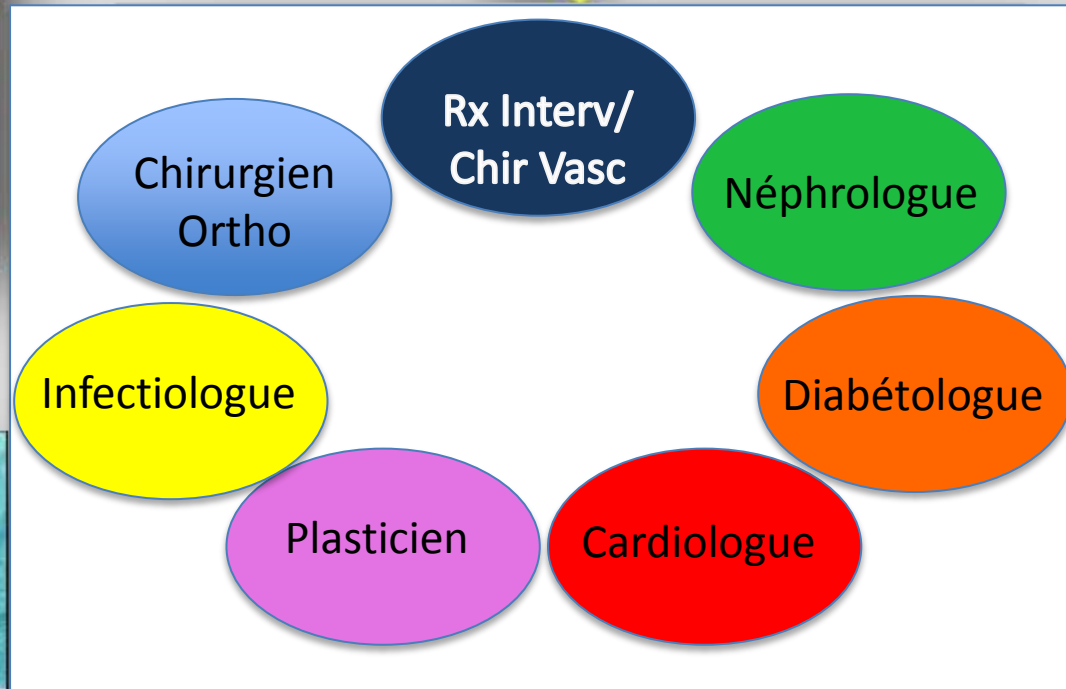 Rx Interv/
Chir Vasc
Chirurgien
Ortho
Néphrologue
Infectiologue
Diabétologue
Plasticien
Cardiologue